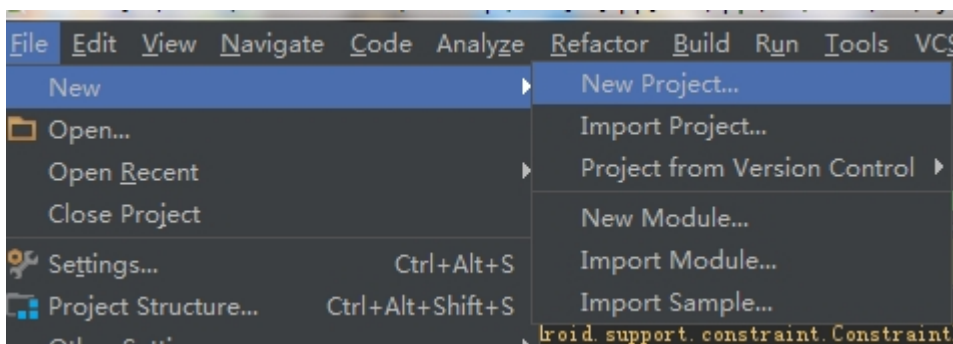 File Edit View Navigate Code Analyze Refactor Build Run Tools
New
Open...
Open Recent
Close Project
Settings... Ctrl+Alt+S
Project Structure... Ctrl+Alt+Shift+S
New Project...
Import Project...
Project from Version Control
New Module...
Import Module...
Import Sample...
support.constraint.Constraint